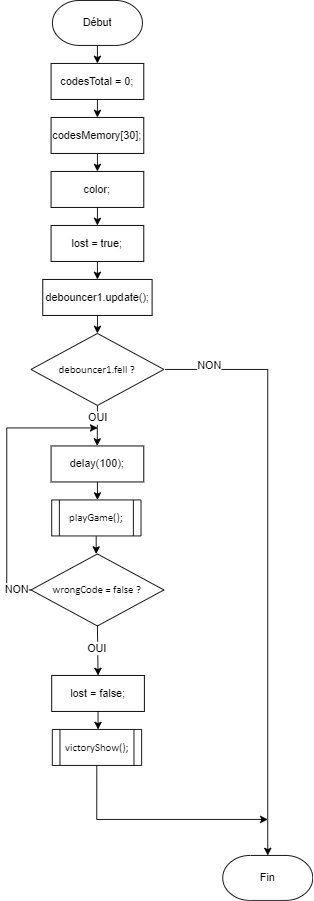 Début
codesTotal = 0;
codesMemory[30];
color;
lost = true;
debouncer1.update();
debouncer1.fell ?
NON
OUI
delay(100);
playGame();
wrongCode = false ?
NON
OUI
lost = false;
victoryShow();
Fin